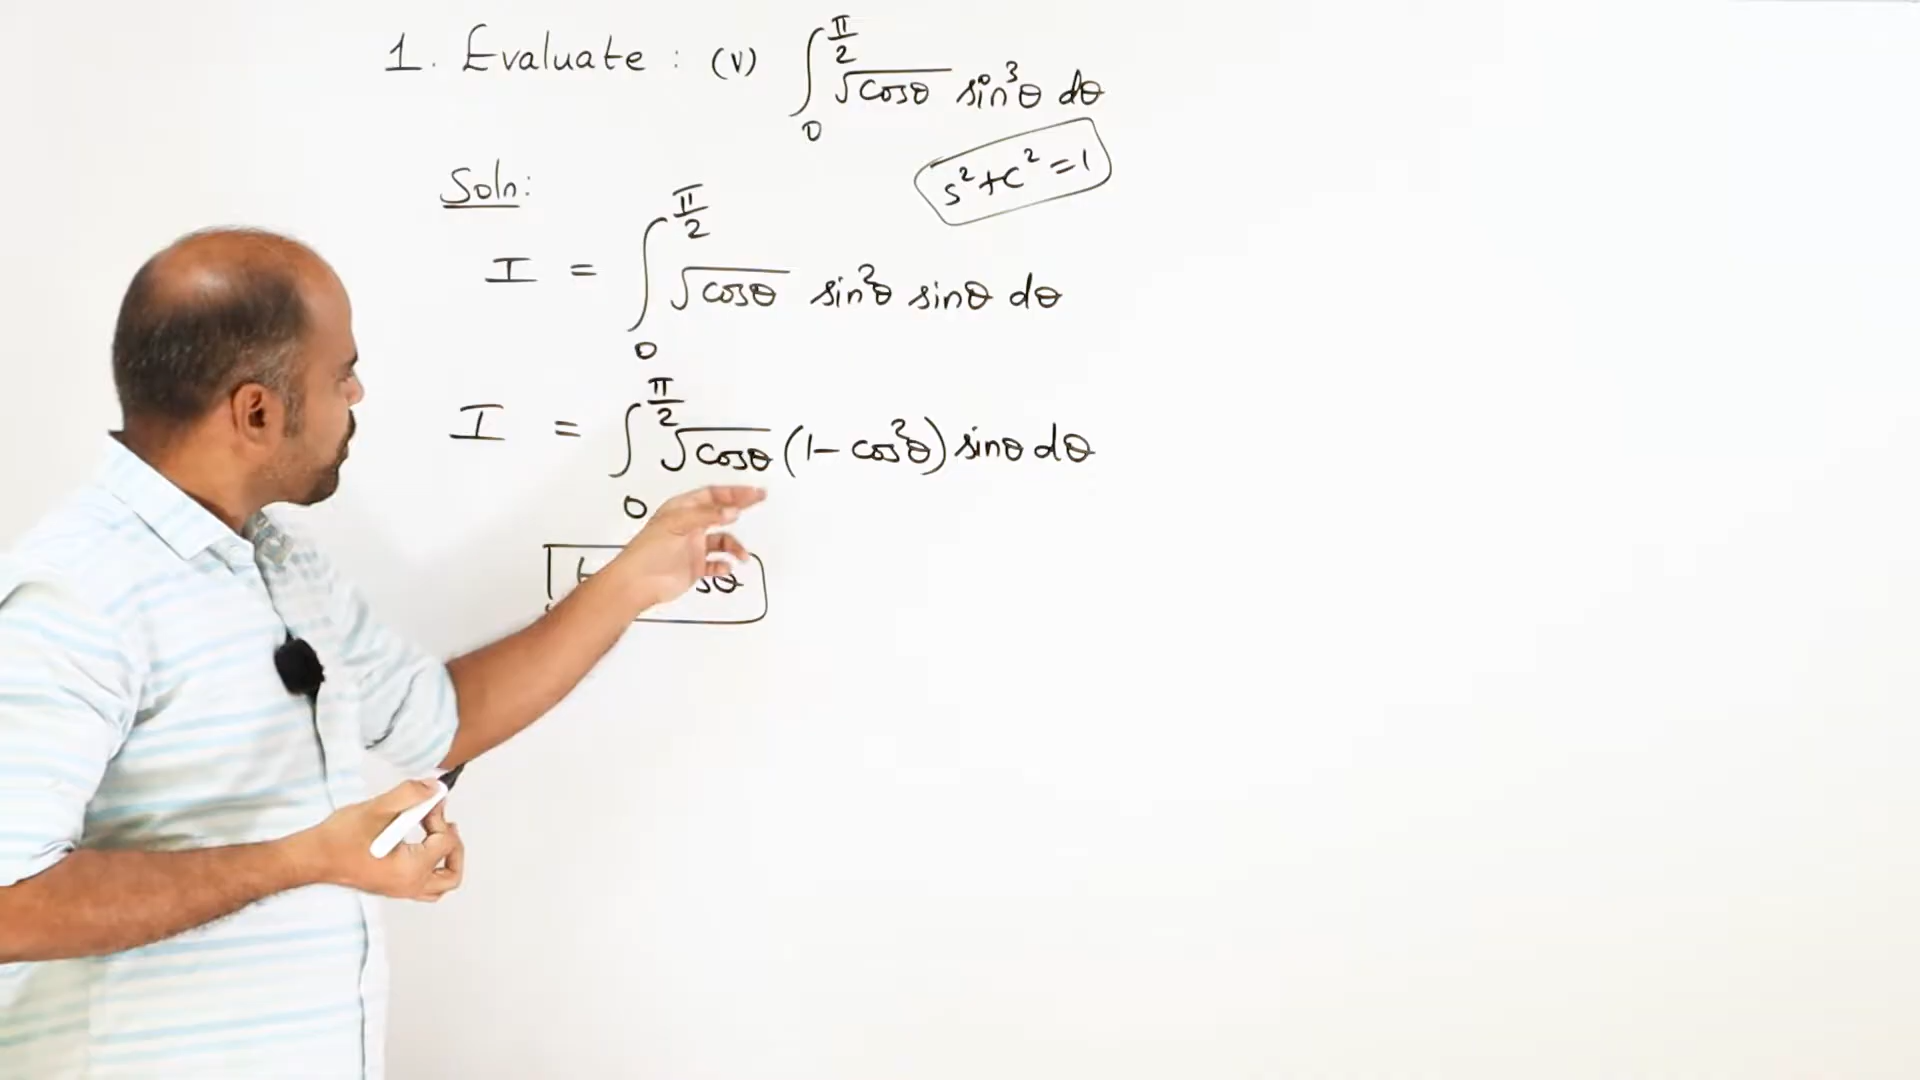 1. Evaluate : (v) ∫₀^{π/2} √cosθ sin³θ dθ
s² + c² = 1
Soln:
I = ∫₀^{π/2} √cosθ sin²θ sinθ dθ
I = ∫₀^{π/2} √cosθ (1 − cos²θ) sinθ dθ